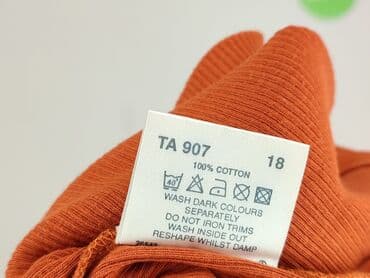 TA 907 18
100% COTTON
40
WASH DARK COLOURS
SEPARATELY
DO NOT IRON TRIMS
WASH INSIDE OUT
RESHAPE WHILST DAMP